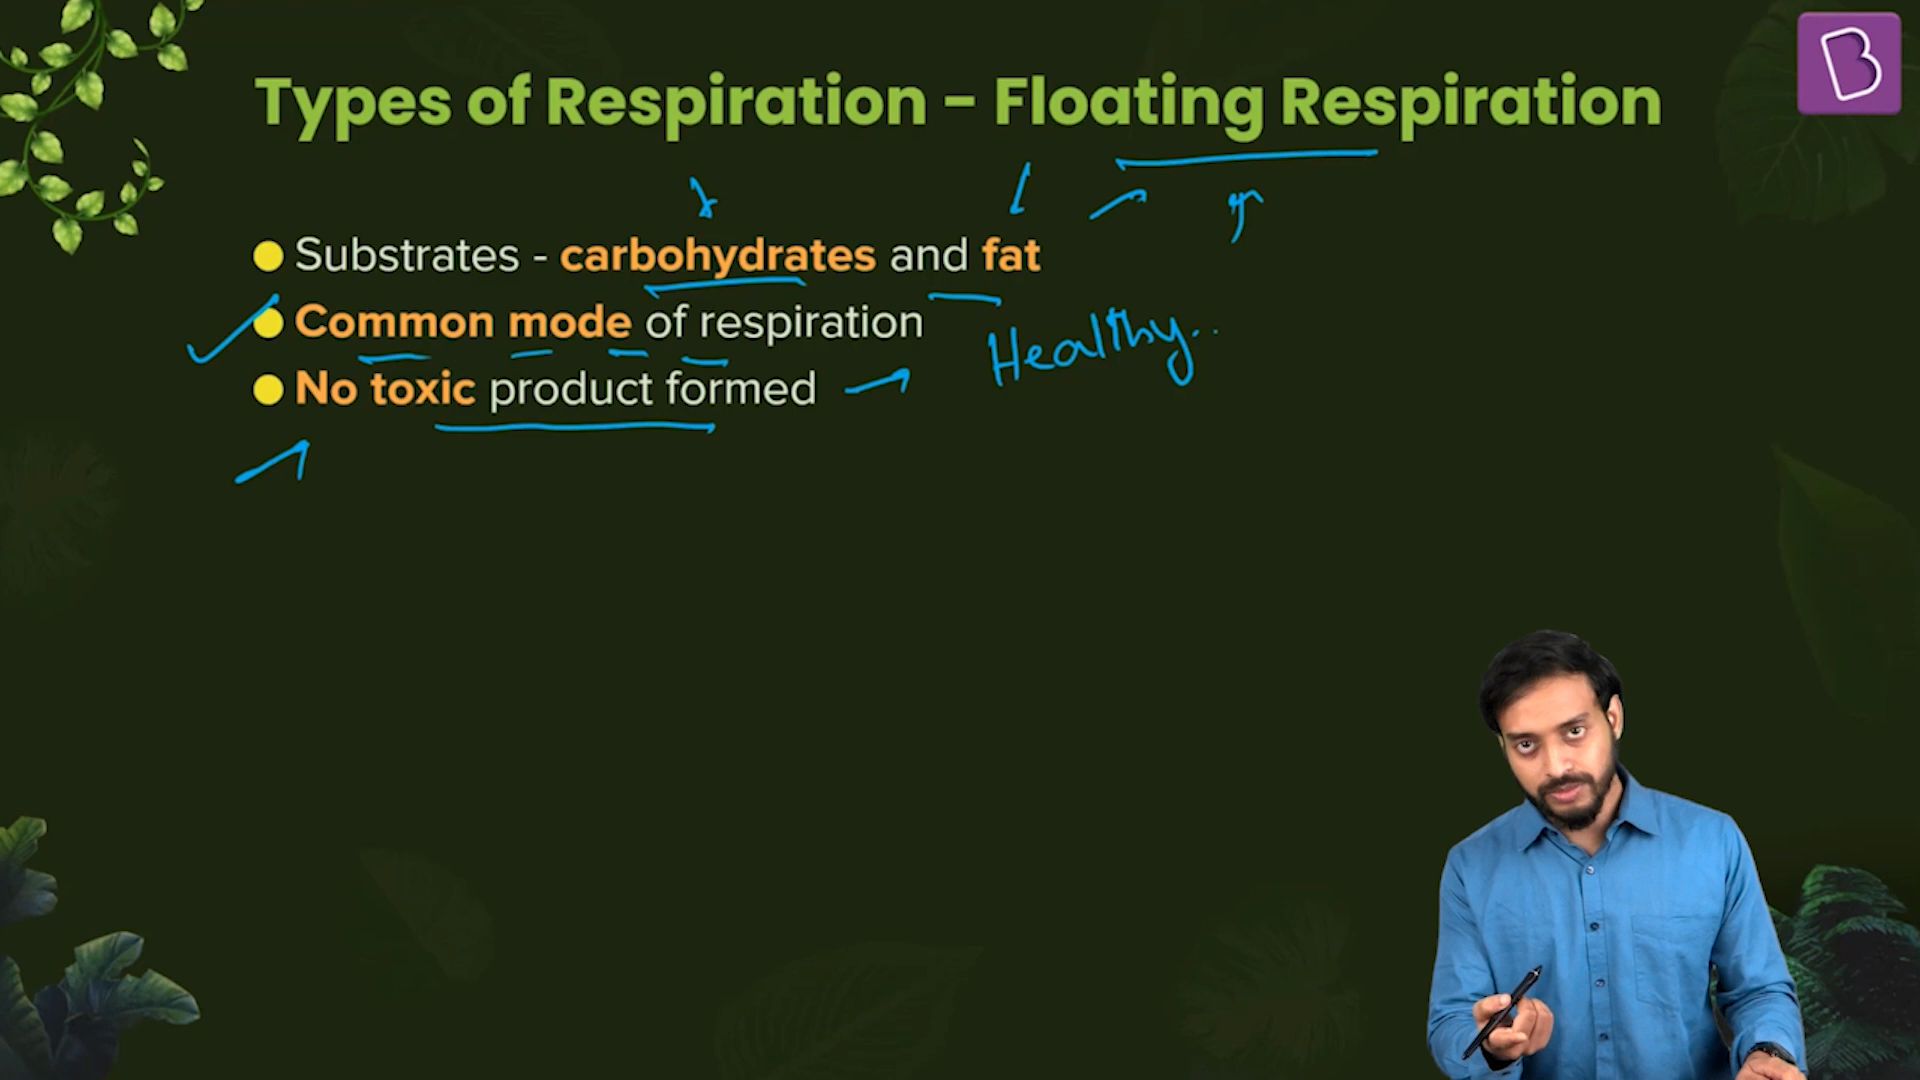 Types of Respiration - Floating Respiration
Substrates - carbohydrates and fat
Common mode of respiration
Healthy..
No toxic product formed